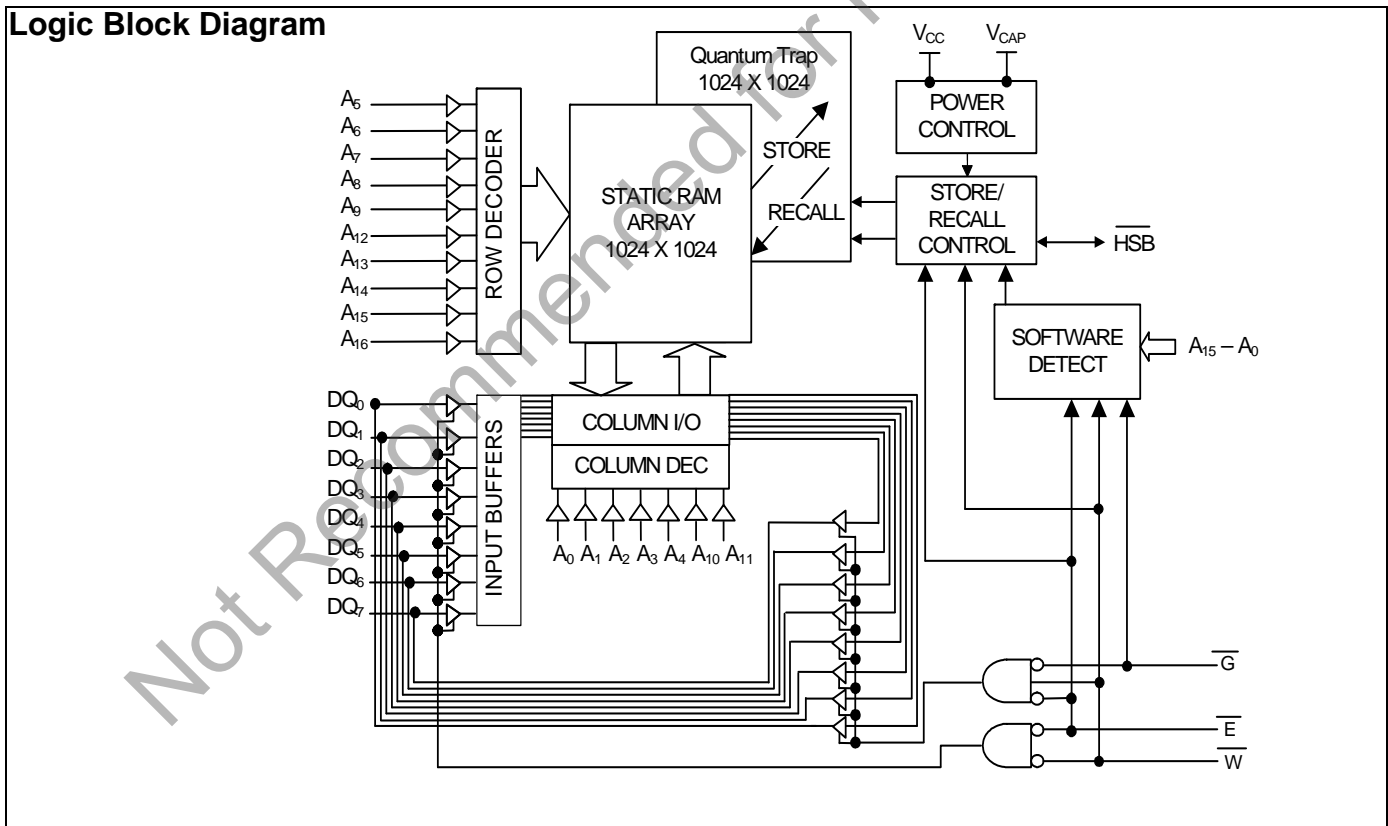 Logic Block Diagram
Quantum Trap
1024 X 1024
STORE
RECALL
STATIC RAM
ARRAY
1024 X 1024
A5
A6
A7
A8
A9
A12
A13
A14
A15
A16
ROW DECODER
VCC
VCAP
POWER
CONTROL
STORE/
RECALL
CONTROL
HSB
SOFTWARE
DETECT
A15 – A0
DQ0
DQ1
DQ2
DQ3
DQ4
DQ5
DQ6
DQ7
INPUT BUFFERS
COLUMN I/O
COLUMN DEC
A0 A1 A2 A3 A4 A10 A11
G
E
W
Not Recommended for